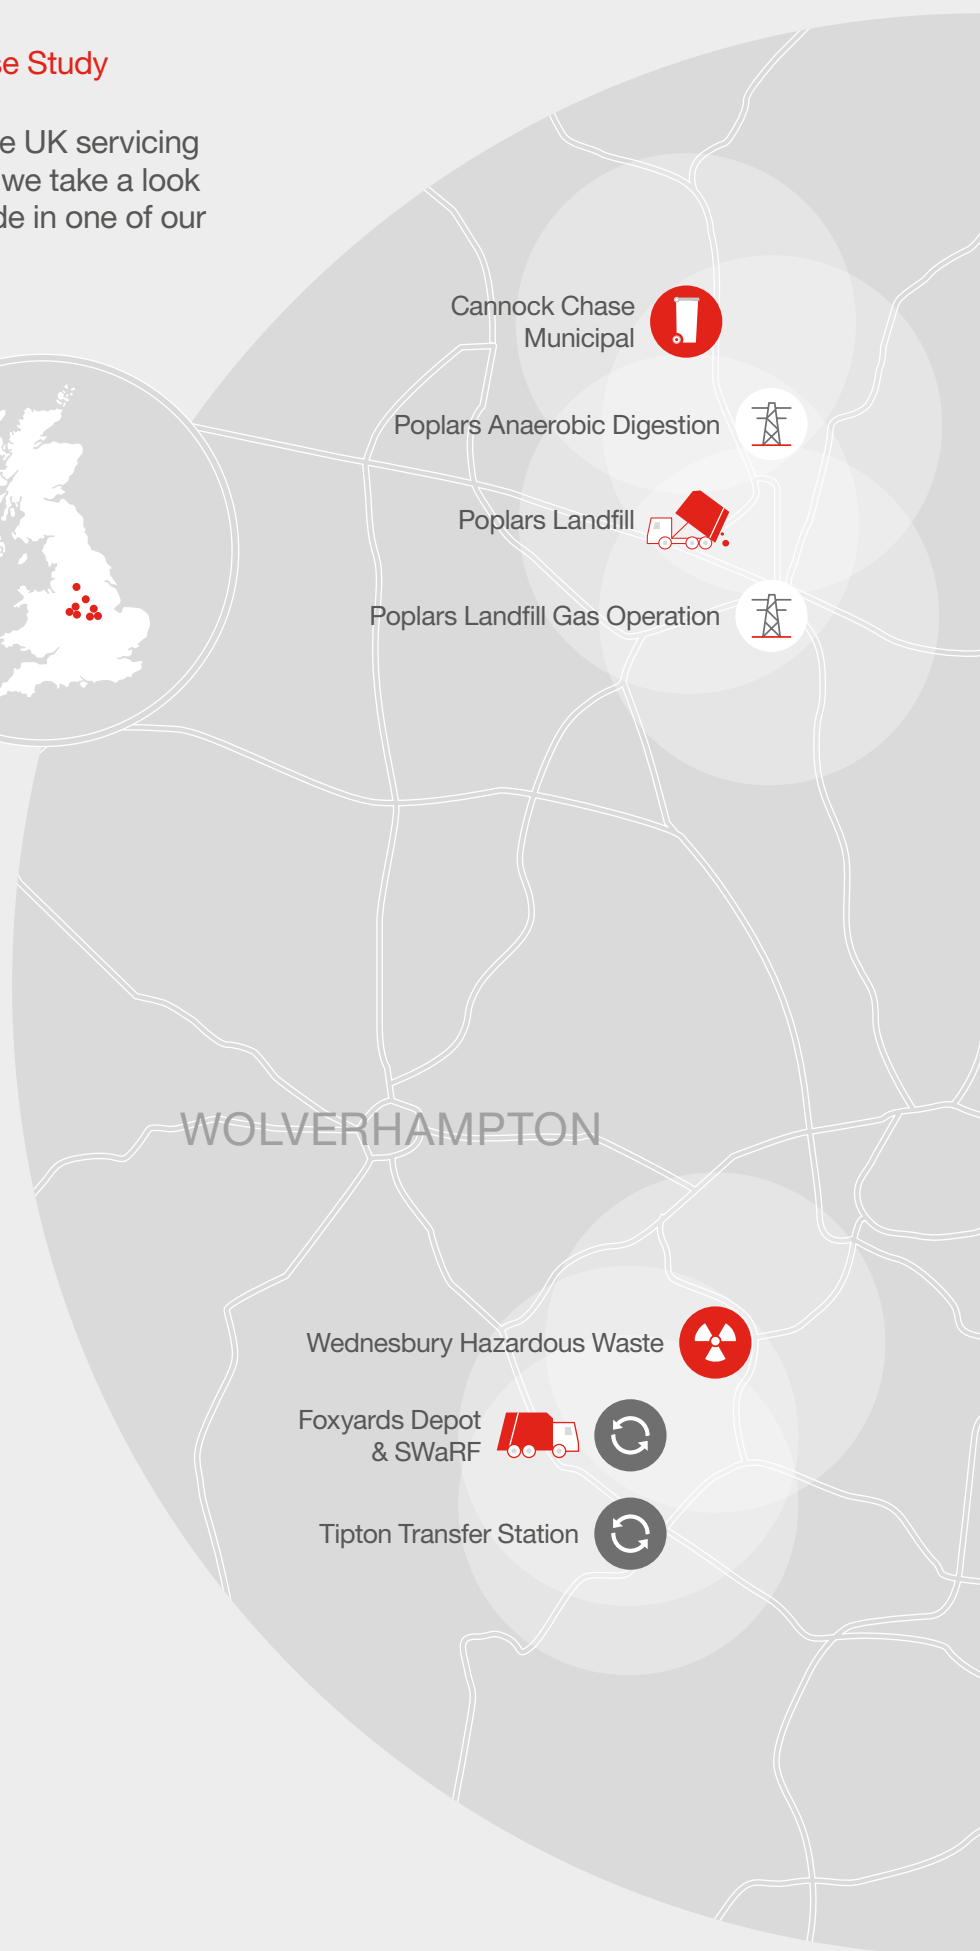 se Study
e UK servicing
we take a look
de in one of our
Cannock Chase
Municipal
Poplars Anaerobic Digestion
Poplars Landfill
Poplars Landfill Gas Operation
WOLVERHAMPTON
Wednesbury Hazardous Waste
Foxyards Depot
& SWaRF
Tipton Transfer Station